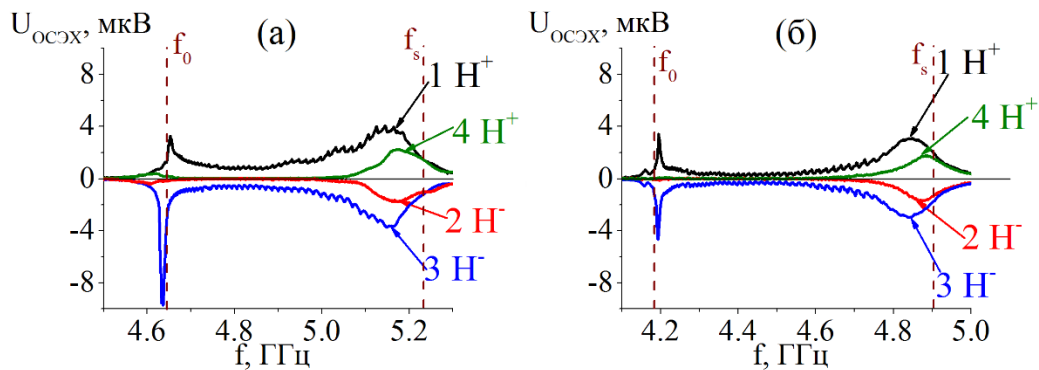 U_ОСЭХ, мкВ
(а)
f_0
f_s
1 H^+
4 H^+
2 H^-
3 H^-
8
4
0
-4
-8
4.6 4.8 5.0 5.2
f, ГГц
U_ОСЭХ, мкВ
(б)
f_0
f_s
1 H^+
4 H^+
2 H^-
3 H^-
8
4
0
-4
-8
4.2 4.4 4.6 4.8 5.0
f, ГГц